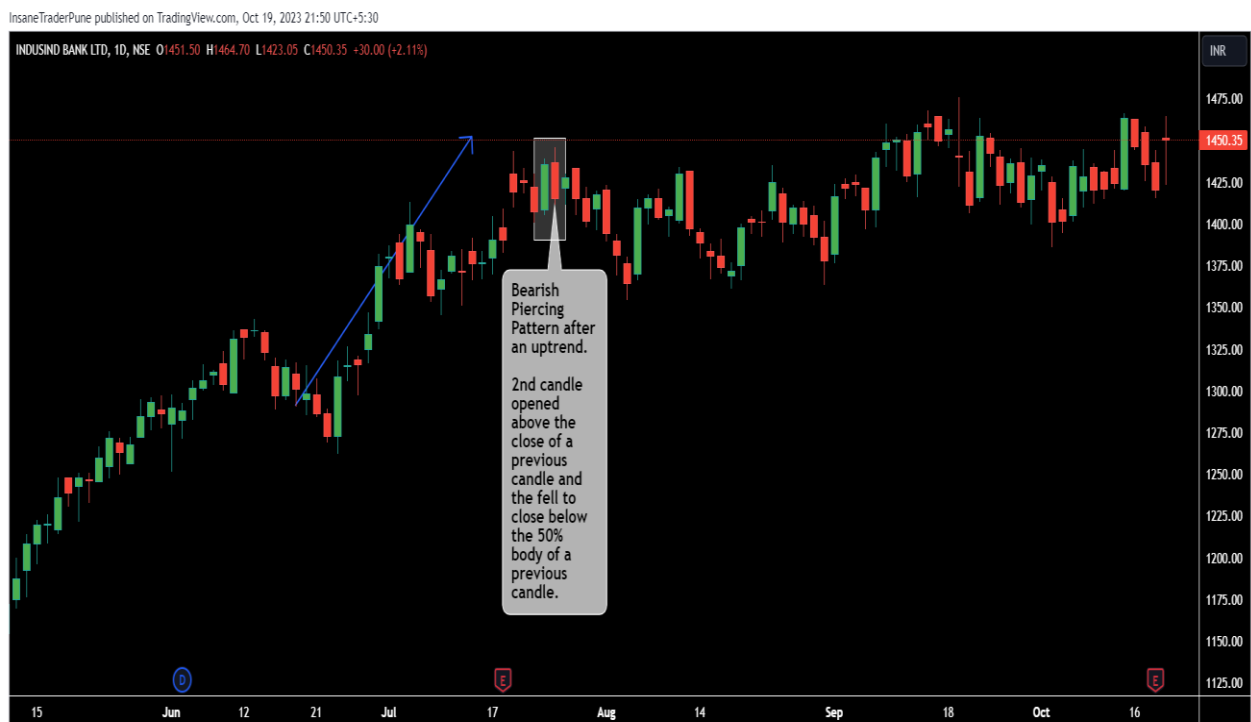 InsaneTraderPune published on TradingView.com, Oct 19, 2023 21:50 UTC+5:30
INDUSIND BANK LTD, 1D, NSE O1451.50 H1464.70 L1423.05 C1450.35 +30.00 (+2.11%)
INR
1475.00
1450.35
1425.00
1400.00
1375.00
1350.00
1325.00
1300.00
1275.00
1250.00
1225.00
1200.00
1175.00
1150.00
1125.00
Bearish
Piercing
Pattern after
an uptrend.
2nd candle
opened
above the
close of a
previous
candle and
the fell to
close below
the 50%
body of a
previous
candle.
D
E
E
15 Jun 12 21 Jul 17 Aug 14 Sep 18 Oct 16